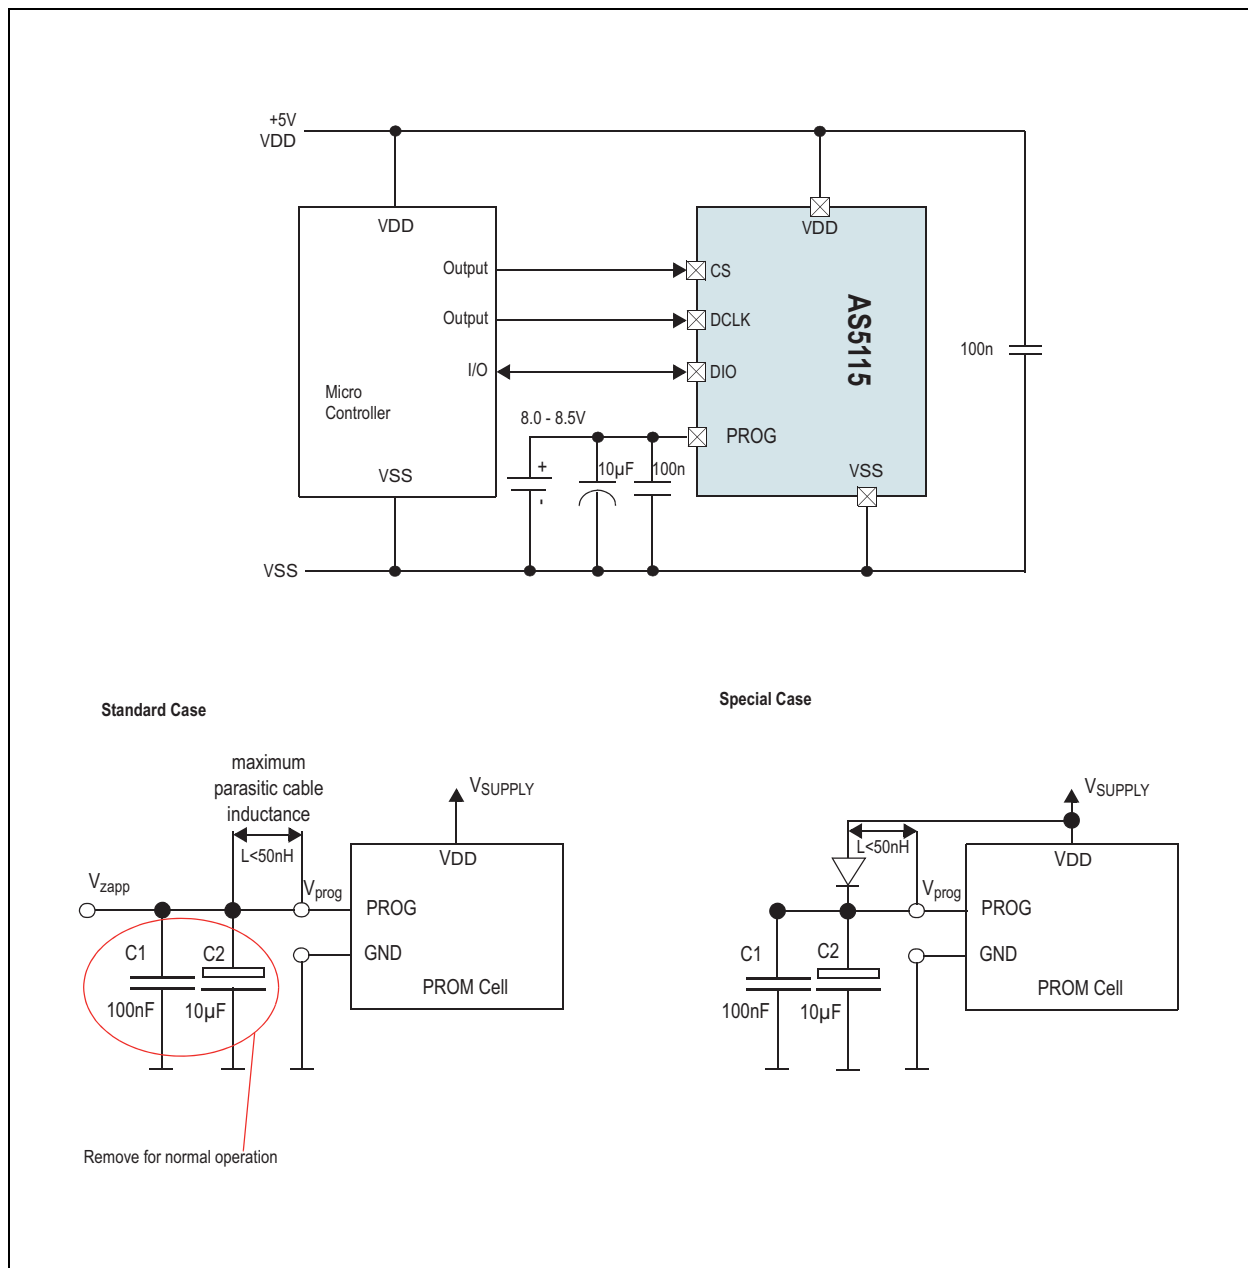 +5V
VDD
VDD
VDD
Output
CS
Output
DCLK
I/O
DIO
AS5115
100n
Micro
Controller
8.0 - 8.5V
PROG
+
10µF
100n
-
VSS
VSS
VSS
Standard Case
Special Case
maximum
parasitic cable
inductance
L<50nH
VSUPPLY
VDD
Vzapp
Vprog
PROG
C1
C2
GND
100nF
10µF
PROM Cell
Remove for normal operation
VSUPPLY
L<50nH
VDD
Vprog
PROG
C1
C2
GND
100nF
10µF
PROM Cell